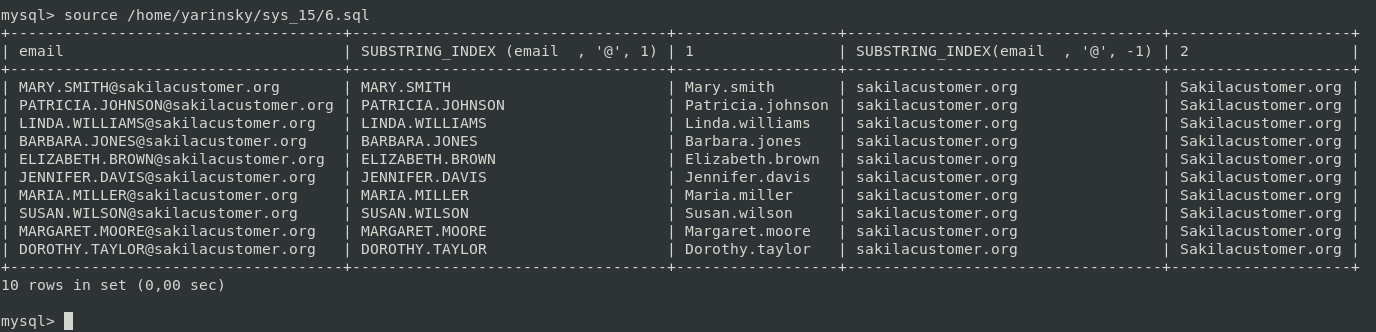 mysql> source /home/yarinsky/sys_15/6.sql
+-------------------------------------+-----------------------------------+------------------+-----------------------------------+--------------------+
| email                               | SUBSTRING_INDEX (email  , '@', 1) | 1                | SUBSTRING_INDEX(email  , '@', -1) | 2                  |
+-------------------------------------+-----------------------------------+------------------+-----------------------------------+--------------------+
| MARY.SMITH@sakilacustomer.org       | MARY.SMITH                        | Mary.smith       | sakilacustomer.org                | Sakilacustomer.org |
| PATRICIA.JOHNSON@sakilacustomer.org | PATRICIA.JOHNSON                  | Patricia.johnson | sakilacustomer.org                | Sakilacustomer.org |
| LINDA.WILLIAMS@sakilacustomer.org   | LINDA.WILLIAMS                    | Linda.williams   | sakilacustomer.org                | Sakilacustomer.org |
| BARBARA.JONES@sakilacustomer.org    | BARBARA.JONES                     | Barbara.jones    | sakilacustomer.org                | Sakilacustomer.org |
| ELIZABETH.BROWN@sakilacustomer.org  | ELIZABETH.BROWN                   | Elizabeth.brown  | sakilacustomer.org                | Sakilacustomer.org |
| JENNIFER.DAVIS@sakilacustomer.org   | JENNIFER.DAVIS                    | Jennifer.davis   | sakilacustomer.org                | Sakilacustomer.org |
| MARIA.MILLER@sakilacustomer.org     | MARIA.MILLER                      | Maria.miller     | sakilacustomer.org                | Sakilacustomer.org |
| SUSAN.WILSON@sakilacustomer.org     | SUSAN.WILSON                      | Susan.wilson     | sakilacustomer.org                | Sakilacustomer.org |
| MARGARET.MOORE@sakilacustomer.org   | MARGARET.MOORE                    | Margaret.moore   | sakilacustomer.org                | Sakilacustomer.org |
| DOROTHY.TAYLOR@sakilacustomer.org   | DOROTHY.TAYLOR                    | Dorothy.taylor   | sakilacustomer.org                | Sakilacustomer.org |
+-------------------------------------+-----------------------------------+------------------+-----------------------------------+--------------------+
10 rows in set (0,00 sec)
mysql>